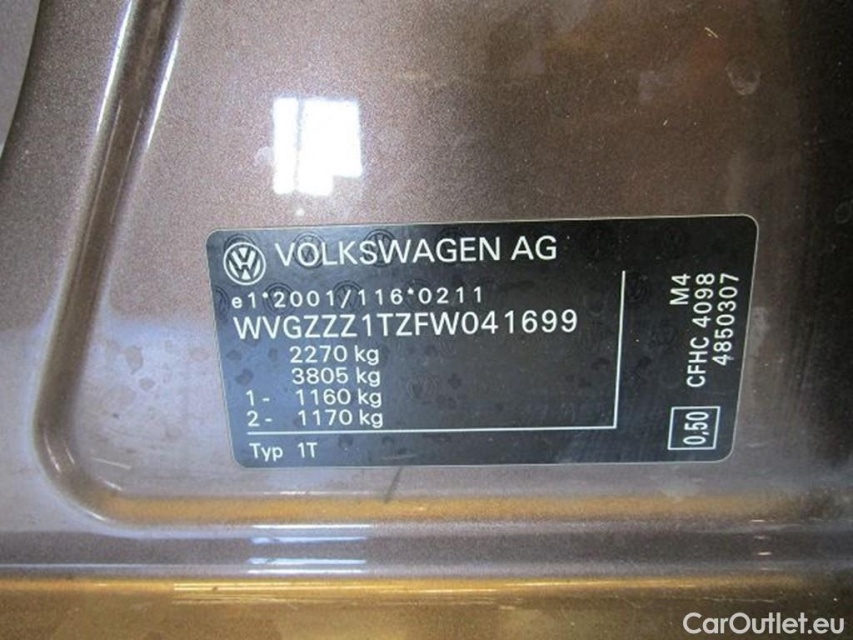 VOLKSWAGEN AG
e1*2001/116*0211
WVGZZZ1TZFW041699
2270 kg
3805 kg
1- 1160 kg
2- 1170 kg
Typ 1T
M4
CFHC 4098
4850307
0,50
CarOutlet.eu